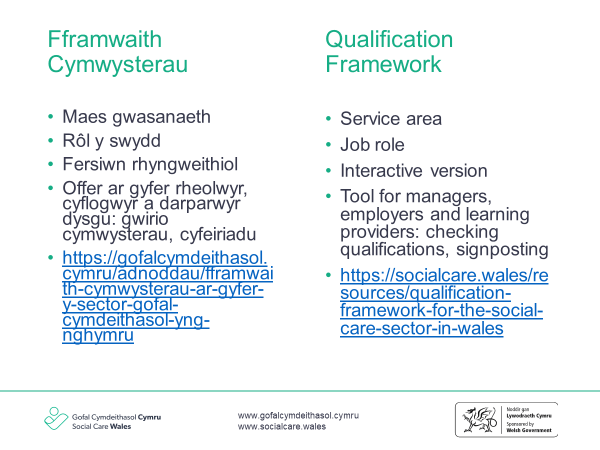 Fframwaith
Cymwysterau
• Maes gwasanaeth
• Rôl y swydd
• Fersiwn rhyngweithiol
• Offer ar gyfer rheolwyr,
cyflogwyr a darparwyr
dysgu: gwirio
cymwysterau, cyfeiriadu
• https://gofalcymdeithasol.
cymru/adnoddau/fframwai
th-cymwysterau-ar-gyfer-
y-sector-gofal-
cymdeithasol-yng-
nghymru
Qualification
Framework
• Service area
• Job role
• Interactive version
• Tool for managers,
employers and learning
providers: checking
qualifications, signposting
• https://socialcare.wales/re
sources/qualification-
framework-for-the-social-
care-sector-in-wales
Gofal Cymdeithasol Cymru
Social Care Wales
www.gofalcymdeithasol.cymru
www.socialcare.wales
Noddir gan
Lywodraeth Cymru
Sponsored by
Welsh Government